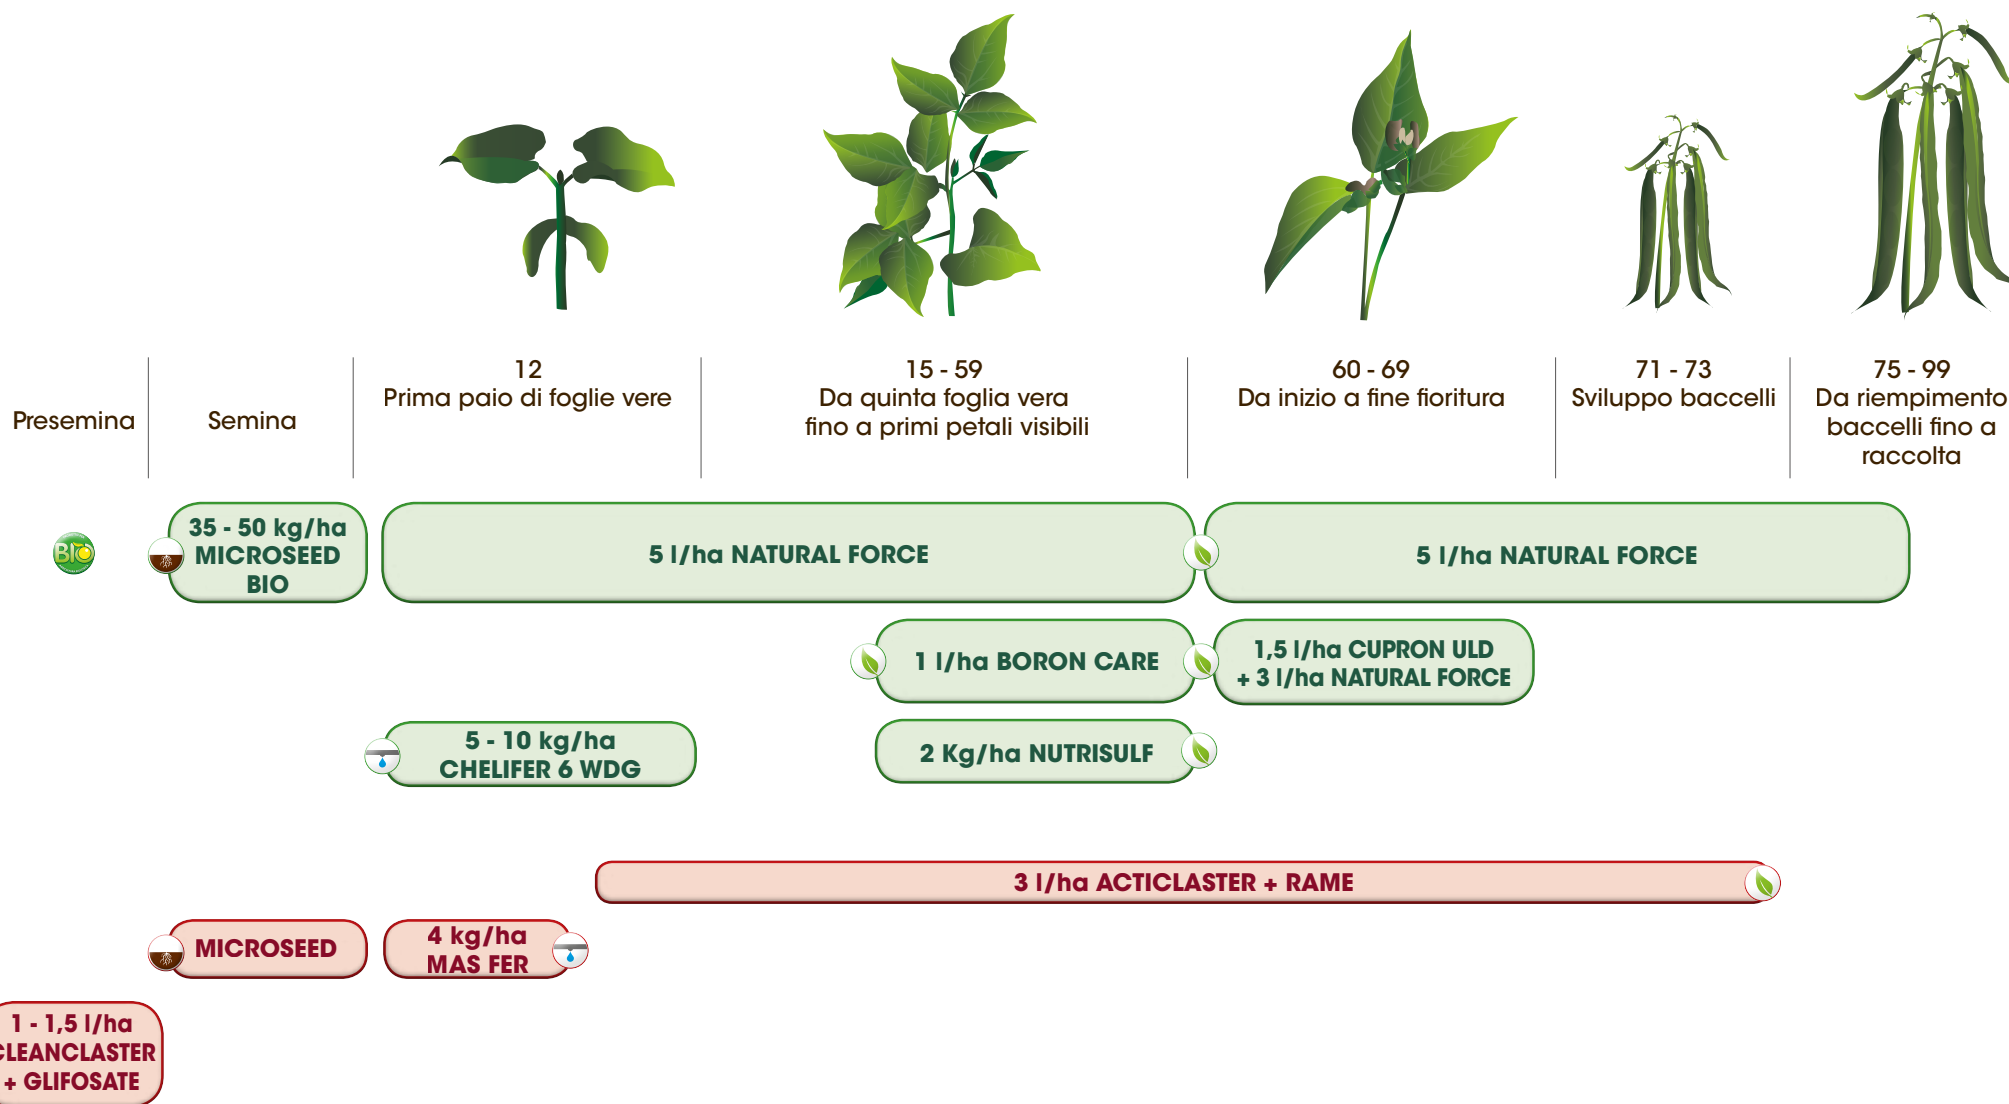 Presemina
Semina
12
Prima paio di foglie vere
15 - 59
Da quinta foglia vera
fino a primi petali visibili
60 - 69
Da inizio a fine fioritura
71 - 73
Sviluppo baccelli
75 - 99
Da riempimento
baccelli fino a
raccolta
BIO
35 - 50 kg/ha
MICROSEED
BIO
5 l/ha NATURAL FORCE
5 l/ha NATURAL FORCE
1 l/ha BORON CARE
1,5 l/ha CUPRON ULD
+ 3 l/ha NATURAL FORCE
5 - 10 kg/ha
CHELIFER 6 WDG
2 Kg/ha NUTRISULF
3 l/ha ACTICLASTER + RAME
MICROSEED
4 kg/ha
MAS FER
1 - 1,5 l/ha
CLEANCLASTER
+ GLIFOSATE